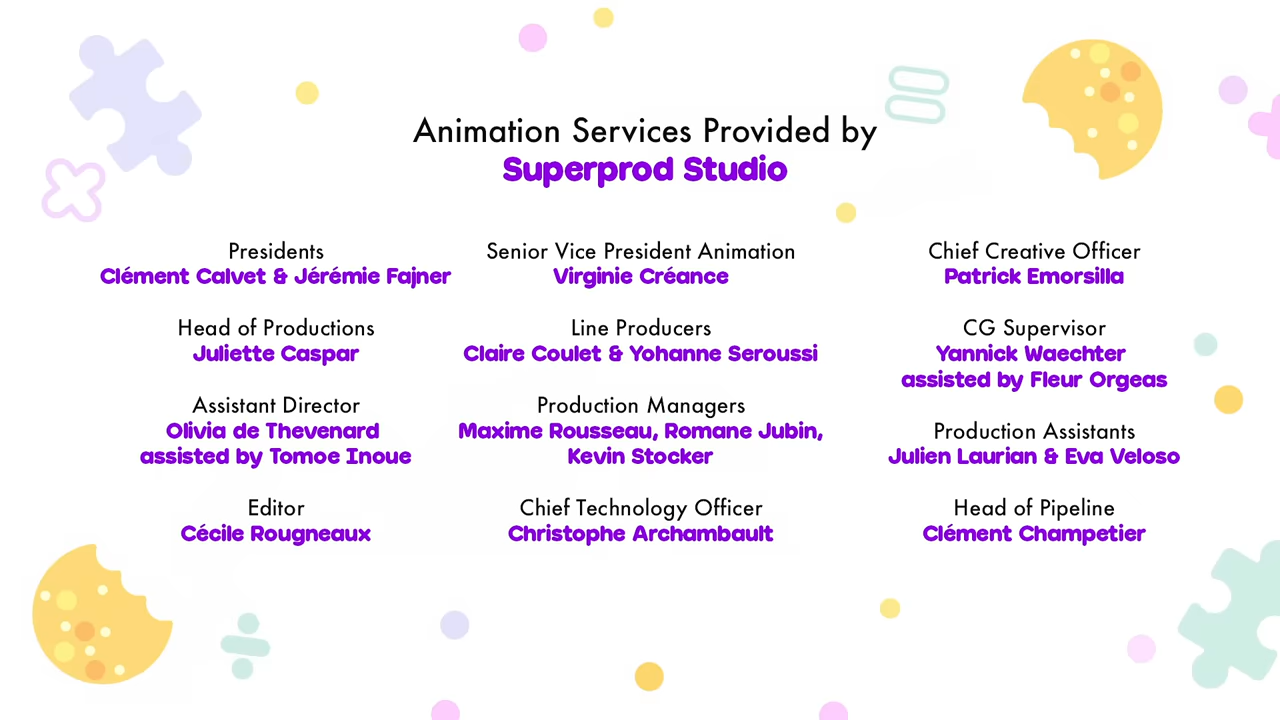 Animation Services Provided by
Superprod Studio
Presidents
Clément Calvet & Jérémie Fajner
Head of Productions
Juliette Caspar
Assistant Director
Olivia de Thevenard
assisted by Tomoe Inoue
Editor
Cécile Rougneaux
Senior Vice President Animation
Virginie Créance
Line Producers
Claire Coulet & Yohanne Seroussi
Production Managers
Maxime Rousseau, Romane Jubin,
Kevin Stocker
Chief Technology Officer
Christophe Archambault
Chief Creative Officer
Patrick Emorsilla
CG Supervisor
Yannick Waechter
assisted by Fleur Orgeas
Production Assistants
Julien Laurian & Eva Veloso
Head of Pipeline
Clément Champetier